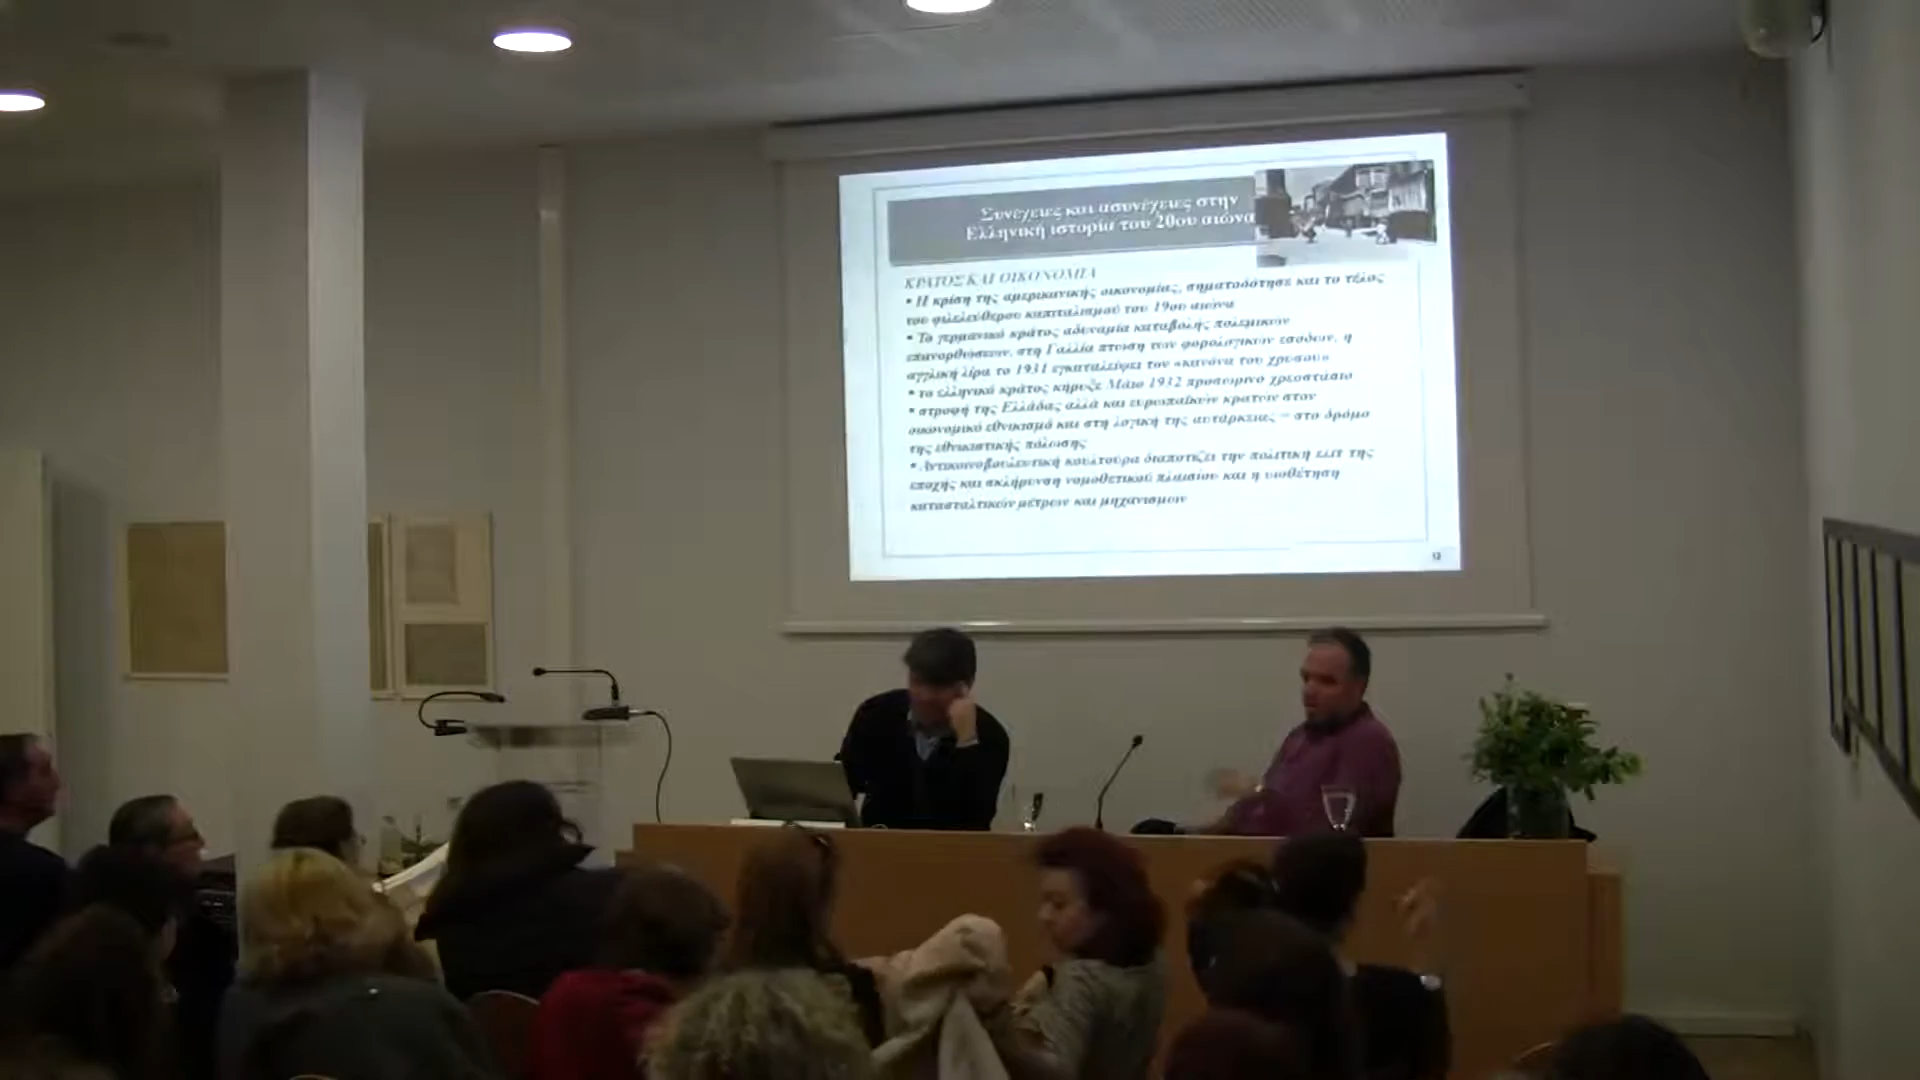 Συνέχειες και ασυνέχειες στην
Ελληνική ιστορία του 20ου αιώνα
ΚΡΑΤΟΣ ΚΑΙ ΟΙΚΟΝΟΜΙΑ
▪ Η κρίση της αμερικανικής οικονομίας, σηματοδότησε και το τέλος
του φιλελεύθερου καπιταλισμού του 19ου αιώνα
▪ Το γερμανικό κράτος αδυναμία καταβολής πολεμικών
επανορθώσεων, στη Γαλλία πτώση των φορολογικών εσόδων, η
αγγλική λίρα το 1931 εγκαταλείψει τον «κανόνα του χρυσού»
▪ το ελληνικό κράτος κήρυξε Μάιο 1932 προσωρινό χρεοστάσιο
▪ στροφή της Ελλάδας αλλά και ευρωπαϊκών κρατών στον
οικονομικό εθνικισμό και στη λογική της αυτάρκειας – στο δρόμο
της εθνικιστικής πόλωσης
▪ Αντικοινοβουλευτική κουλτούρα διαποτίζει την πολιτική ελίτ της
εποχής και σκλήρυνση νομοθετικού πλαισίου και η υιοθέτηση
κατασταλτικών μέτρων και μηχανισμών